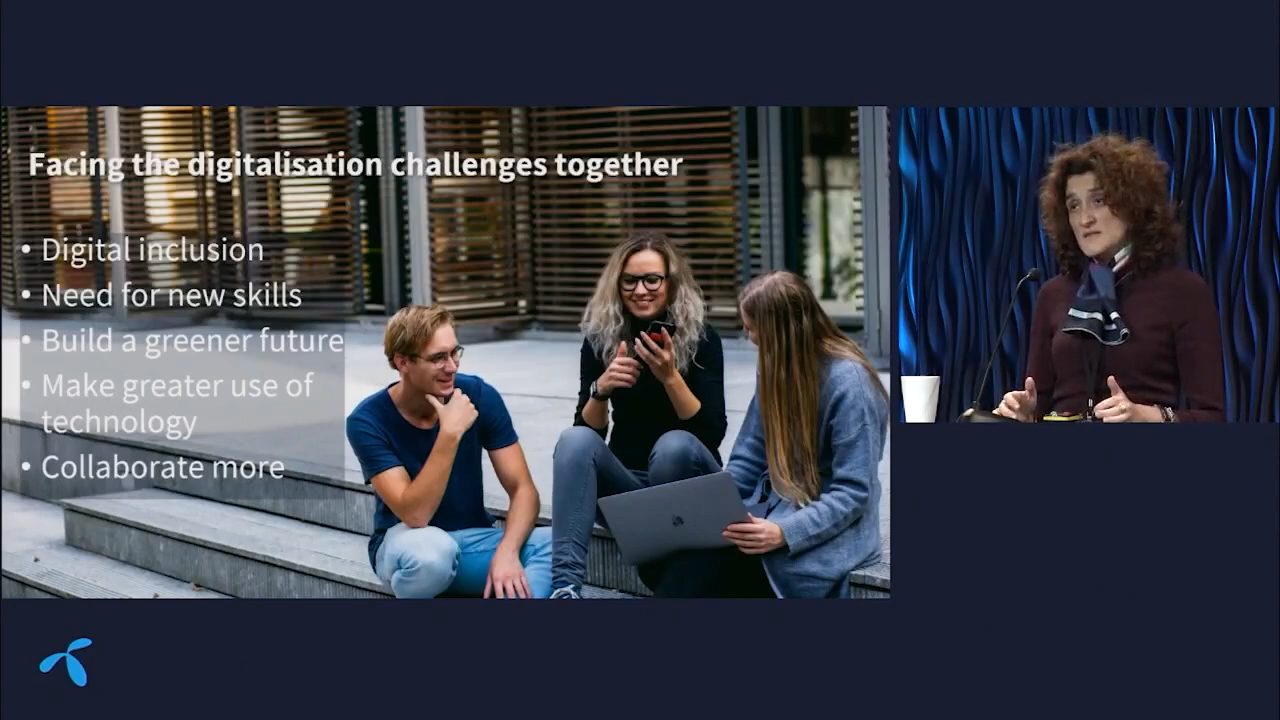 Facing the digitalisation challenges together
• Digital inclusion
• Need for new skills
• Build a greener future
• Make greater use of
technology
• Collaborate more